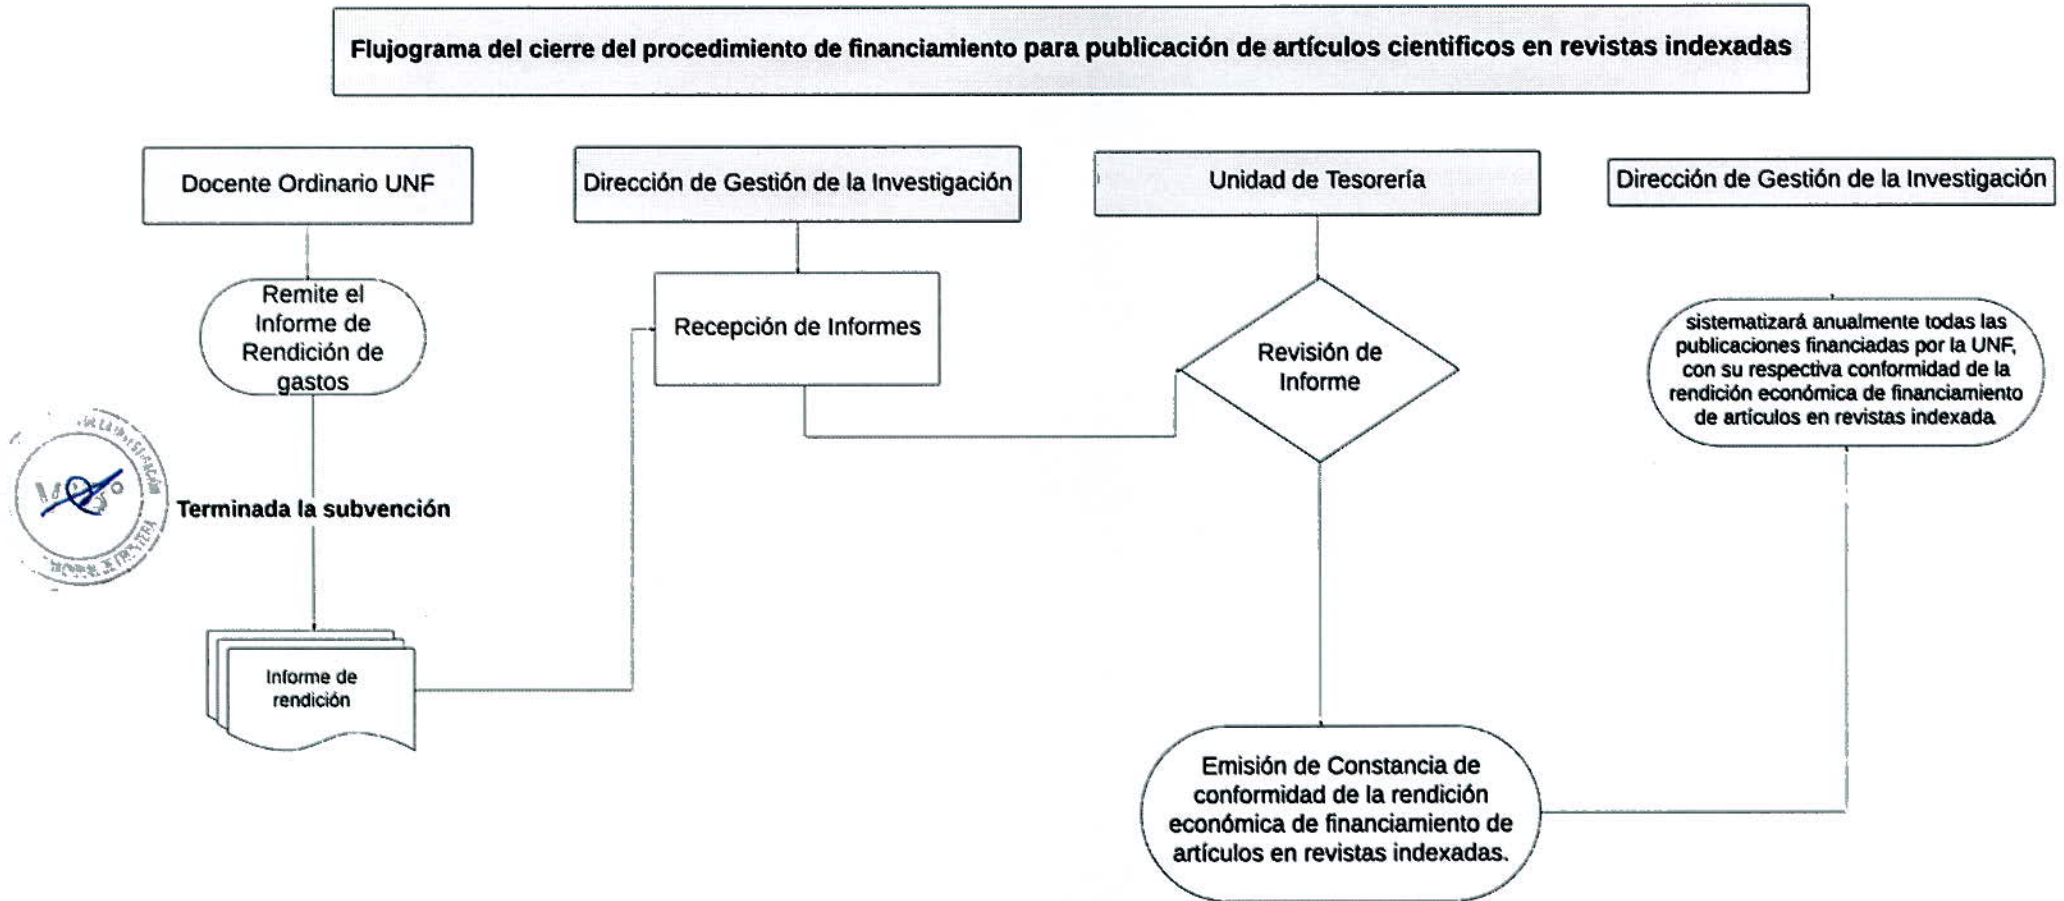 Flujograma del cierre del procedimiento de financiamiento para publicación de artículos cientificos en revistas indexadas
Docente Ordinario UNF
Dirección de Gestión de la Investigación
Unidad de Tesorería
Dirección de Gestión de la Investigación
Remite el
Informe de
Rendición de
gastos
Recepción de Informes
Revisión de
Informe
sistematizará anualmente todas las
publicaciones financiadas por la UNF,
con su respectiva conformidad de la
rendición económica de financiamiento
de artículos en revistas indexada
Terminada la subvención
Informe de
rendición
Emisión de Constancia de
conformidad de la rendición
económica de financiamiento de
artículos en revistas indexadas.